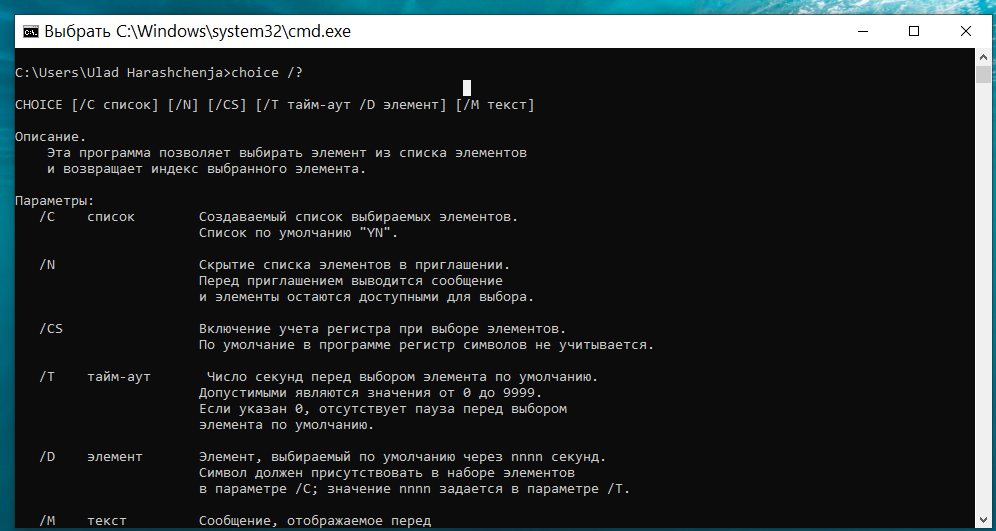 Выбрать C:\Windows\system32\cmd.exe
C:\Users\Ulad Harashchenja>choice /?
CHOICE [/C список] [/N] [/CS] [/T тайм-аут /D элемент] [/M текст]
Описание.
Эта программа позволяет выбирать элемент из списка элементов
и возвращает индекс выбранного элемента.
Параметры:
/C список Создаваемый список выбираемых элементов.
Список по умолчанию "YN".
/N Скрытие списка элементов в приглашении.
Перед приглашением выводится сообщение
и элементы остаются доступными для выбора.
/CS Включение учета регистра при выборе элементов.
По умолчание в программе регистр символов не учитывается.
/T тайм-аут Число секунд перед выбором элемента по умолчанию.
Допустимыми являются значения от 0 до 9999.
Если указан 0, отсутствует пауза перед выбором
элемента по умолчанию.
/D элемент Элемент, выбираемый по умолчанию через nnnn секунд.
Символ должен присутствовать в наборе элементов
в параметре /C; значение nnnn задается в параметре /T.
/M текст Сообщение, отображаемое перед